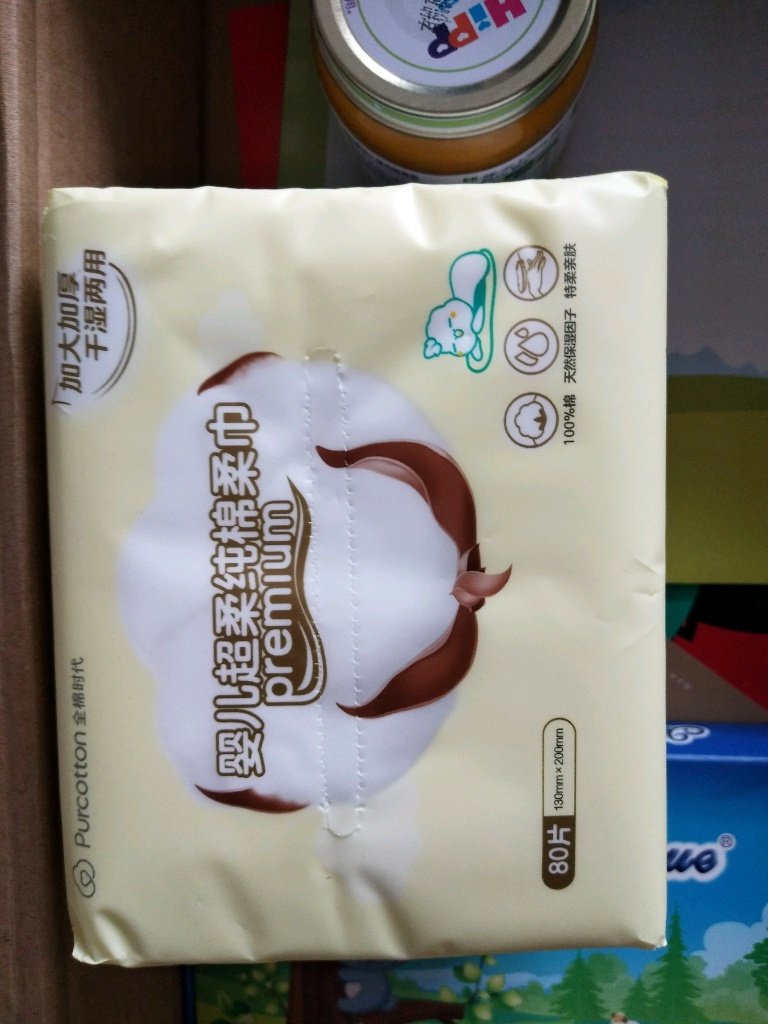 Purcotton 全棉时代
加大加厚
干湿两用
婴儿超柔纯棉柔巾
premium
100%棉
天然保湿因子
特柔亲肤
80片
130mm×200mm
HiPP
ue®